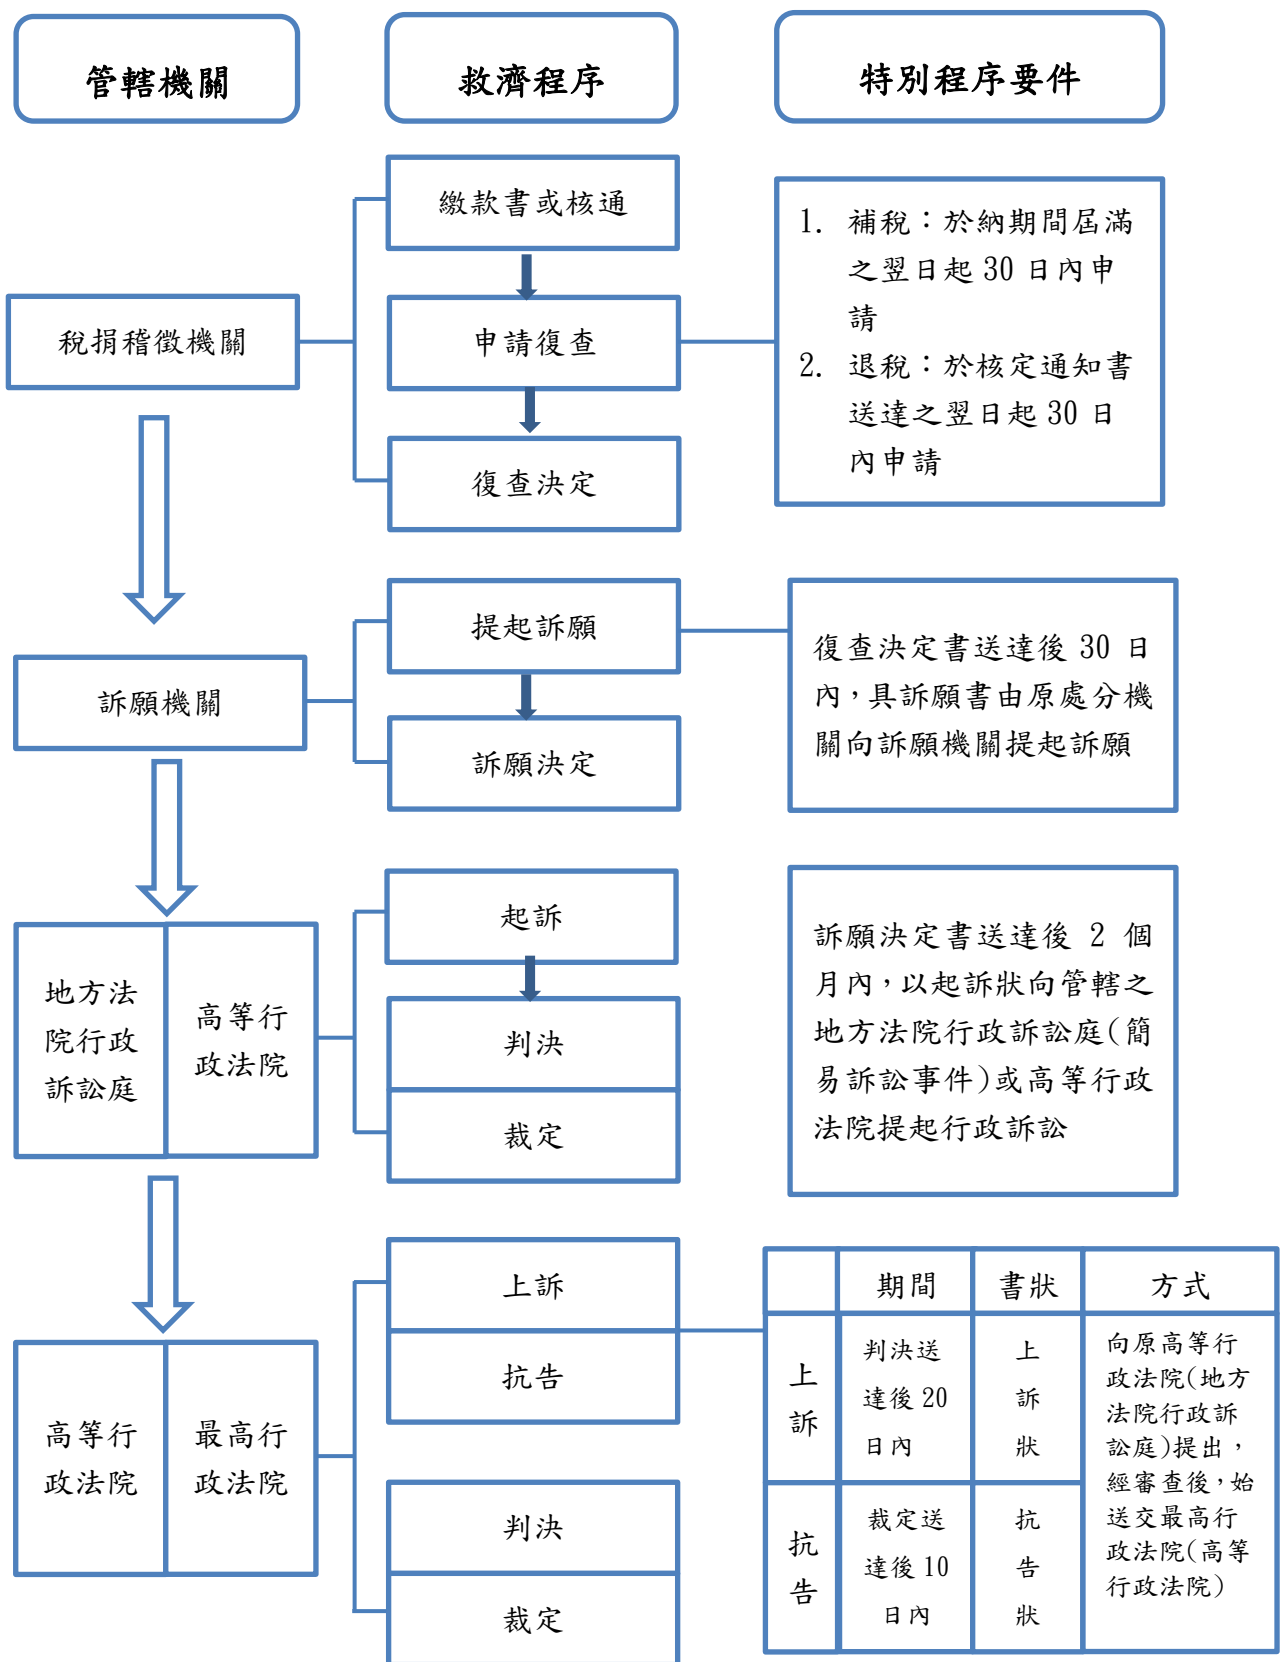 管轄機關
救濟程序
特別程序要件
繳款書或核通
稅捐稽徵機關
申請復查
復查決定
1. 補稅：於納期間屆滿
之翌日起 30 日內申
請
2. 退稅：於核定通知書
送達之翌日起 30 日
內申請
訴願機關
提起訴願
訴願決定
復查決定書送達後 30 日
內，具訴願書由原處分機
關向訴願機關提起訴願
地方法
院行政
訴訟庭
高等行
政法院
起訴
判決
裁定
訴願決定書送達後 2 個
月內，以起訴狀向管轄之
地方法院行政訴訟庭(簡
易訴訟事件)或高等行政
法院提起行政訴訟
高等行
政法院
最高行
政法院
上訴
抗告
判決
裁定
期間
書狀
方式
上
訴
判決送
達後 20
日內
上
訴
狀
向原高等行
政法院(地方
法院行政訴
訟庭)提出，
經審查後，始
送交最高行
政法院(高等
行政法院)
抗
告
裁定送
達後 10
日內
抗
告
狀